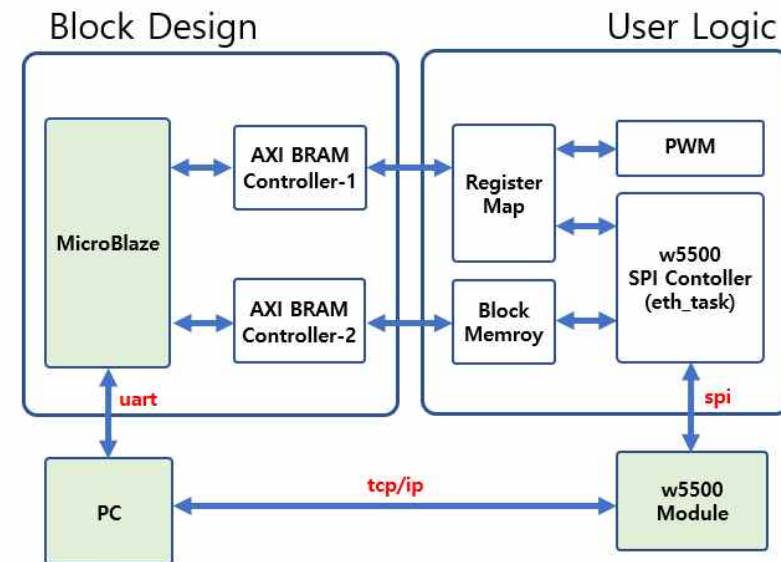 Block Design
User Logic
AXI BRAM
Controller-1
PWM
Register
Map
MicroBlaze
w5500
SPI Contoller
(eth_task)
AXI BRAM
Controller-2
Block
Memroy
uart
spi
PC
tcp/ip
w5500
Module